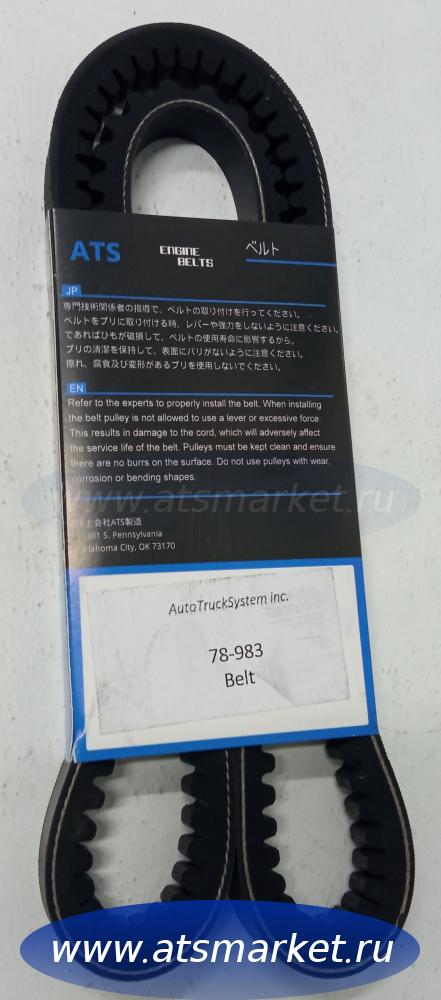 ATS
ENGINE
BELTS
ベルト
JP
専門技術関係者の指導で、ベルトの取り付けを行ってください。
ベルトをプリに取り付ける時、レバーや強力をしないように注意ください。
であればひもが破損して、ベルトの使用寿命に影響するから。
プリの清潔を保持して、表面にバリがないように注意ください。
擦れ、腐食及び変形があるプリを使用しないでください。
EN
Refer to the experts to properly install the belt. When installing
the belt pulley is not allowed to use a lever or excessive force.
This results in damage to the cord, which will adversely affect
the service life of the belt. Pulleys must be kept clean and ensure
there are no burrs on the surface. Do not use pulleys with wear,
corrosion or bending shapes.
www.atsmarket.ru
会社ATS製造
S. Pennsylvania
Oklahoma City, OK 73170
AutoTruckSystem inc.
78-983
Belt
www.atsmarket.ru